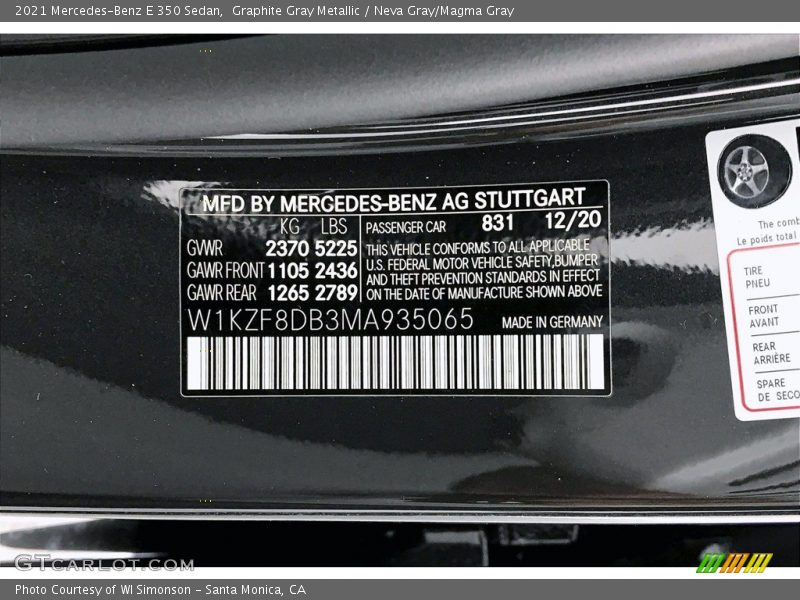 2021 Mercedes-Benz E 350 Sedan,  Graphite Gray Metallic / Neva Gray/Magma Gray
MFD BY MERCEDES-BENZ AG STUTTGART
KG LBS
GVWR 2370 5225
GAWR FRONT 1105 2436
GAWR REAR 1265 2789
PASSENGER CAR 831 12/20
THIS VEHICLE CONFORMS TO ALL APPLICABLE
U.S. FEDERAL MOTOR VEHICLE SAFETY,BUMPER
AND THEFT PREVENTION STANDARDS IN EFFECT
ON THE DATE OF MANUFACTURE SHOWN ABOVE
W1KZF8DB3MA935065 MADE IN GERMANY
The comb
Le poids total
TIRE
PNEU
FRONT
AVANT
REAR
ARRIÈRE
SPARE
DE SECO
GTCarLot.com
Photo Courtesy of WI Simonson - Santa Monica, CA